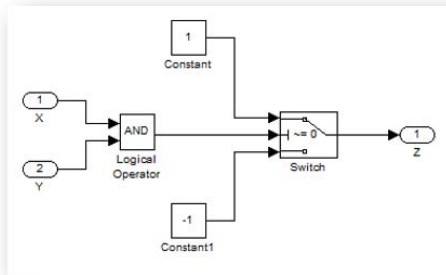 1
Constant
1
X
AND
Logical
Operator
2
Y
~= 0
Switch
1
Z
-1
Constant1